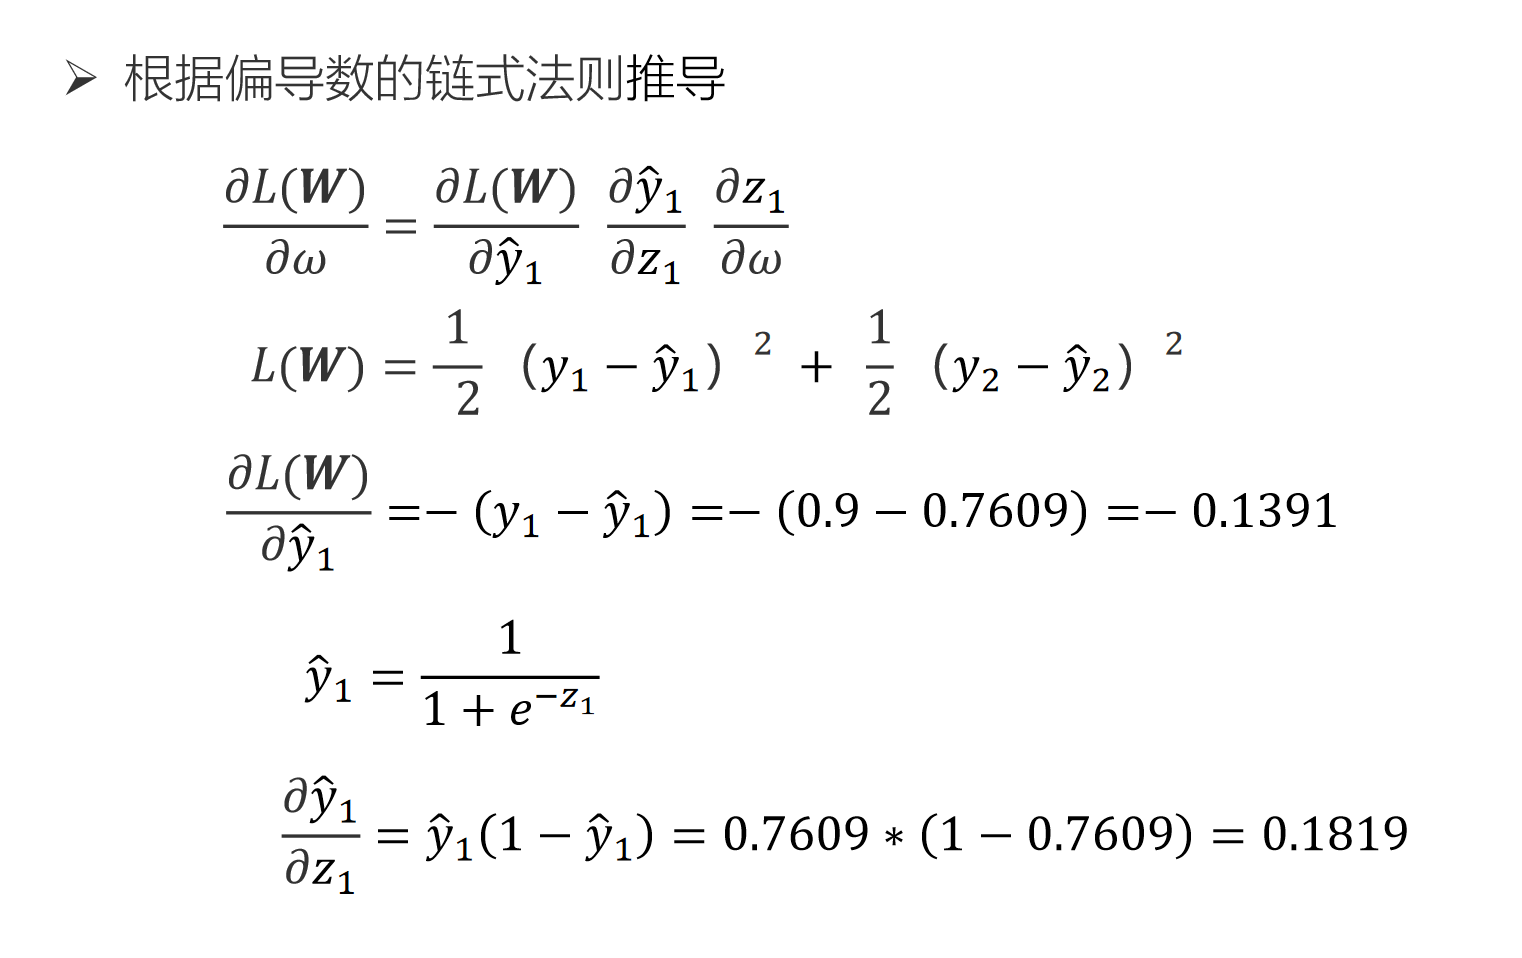 ➢ 根据偏导数的链式法则推导
∂L(W)/∂ω = ∂L(W)/∂ŷ₁ ∂ŷ₁/∂z₁ ∂z₁/∂ω
L(W) = 1/2 （y₁ − ŷ₁）² + 1/2 （y₂ − ŷ₂）²
∂L(W)/∂ŷ₁ =− (y₁ − ŷ₁) =− (0.9 − 0.7609) =− 0.1391
ŷ₁ = 1/(1 + e^(−z₁))
∂ŷ₁/∂z₁ = ŷ₁(1 − ŷ₁) = 0.7609 ∗ (1 − 0.7609) = 0.1819